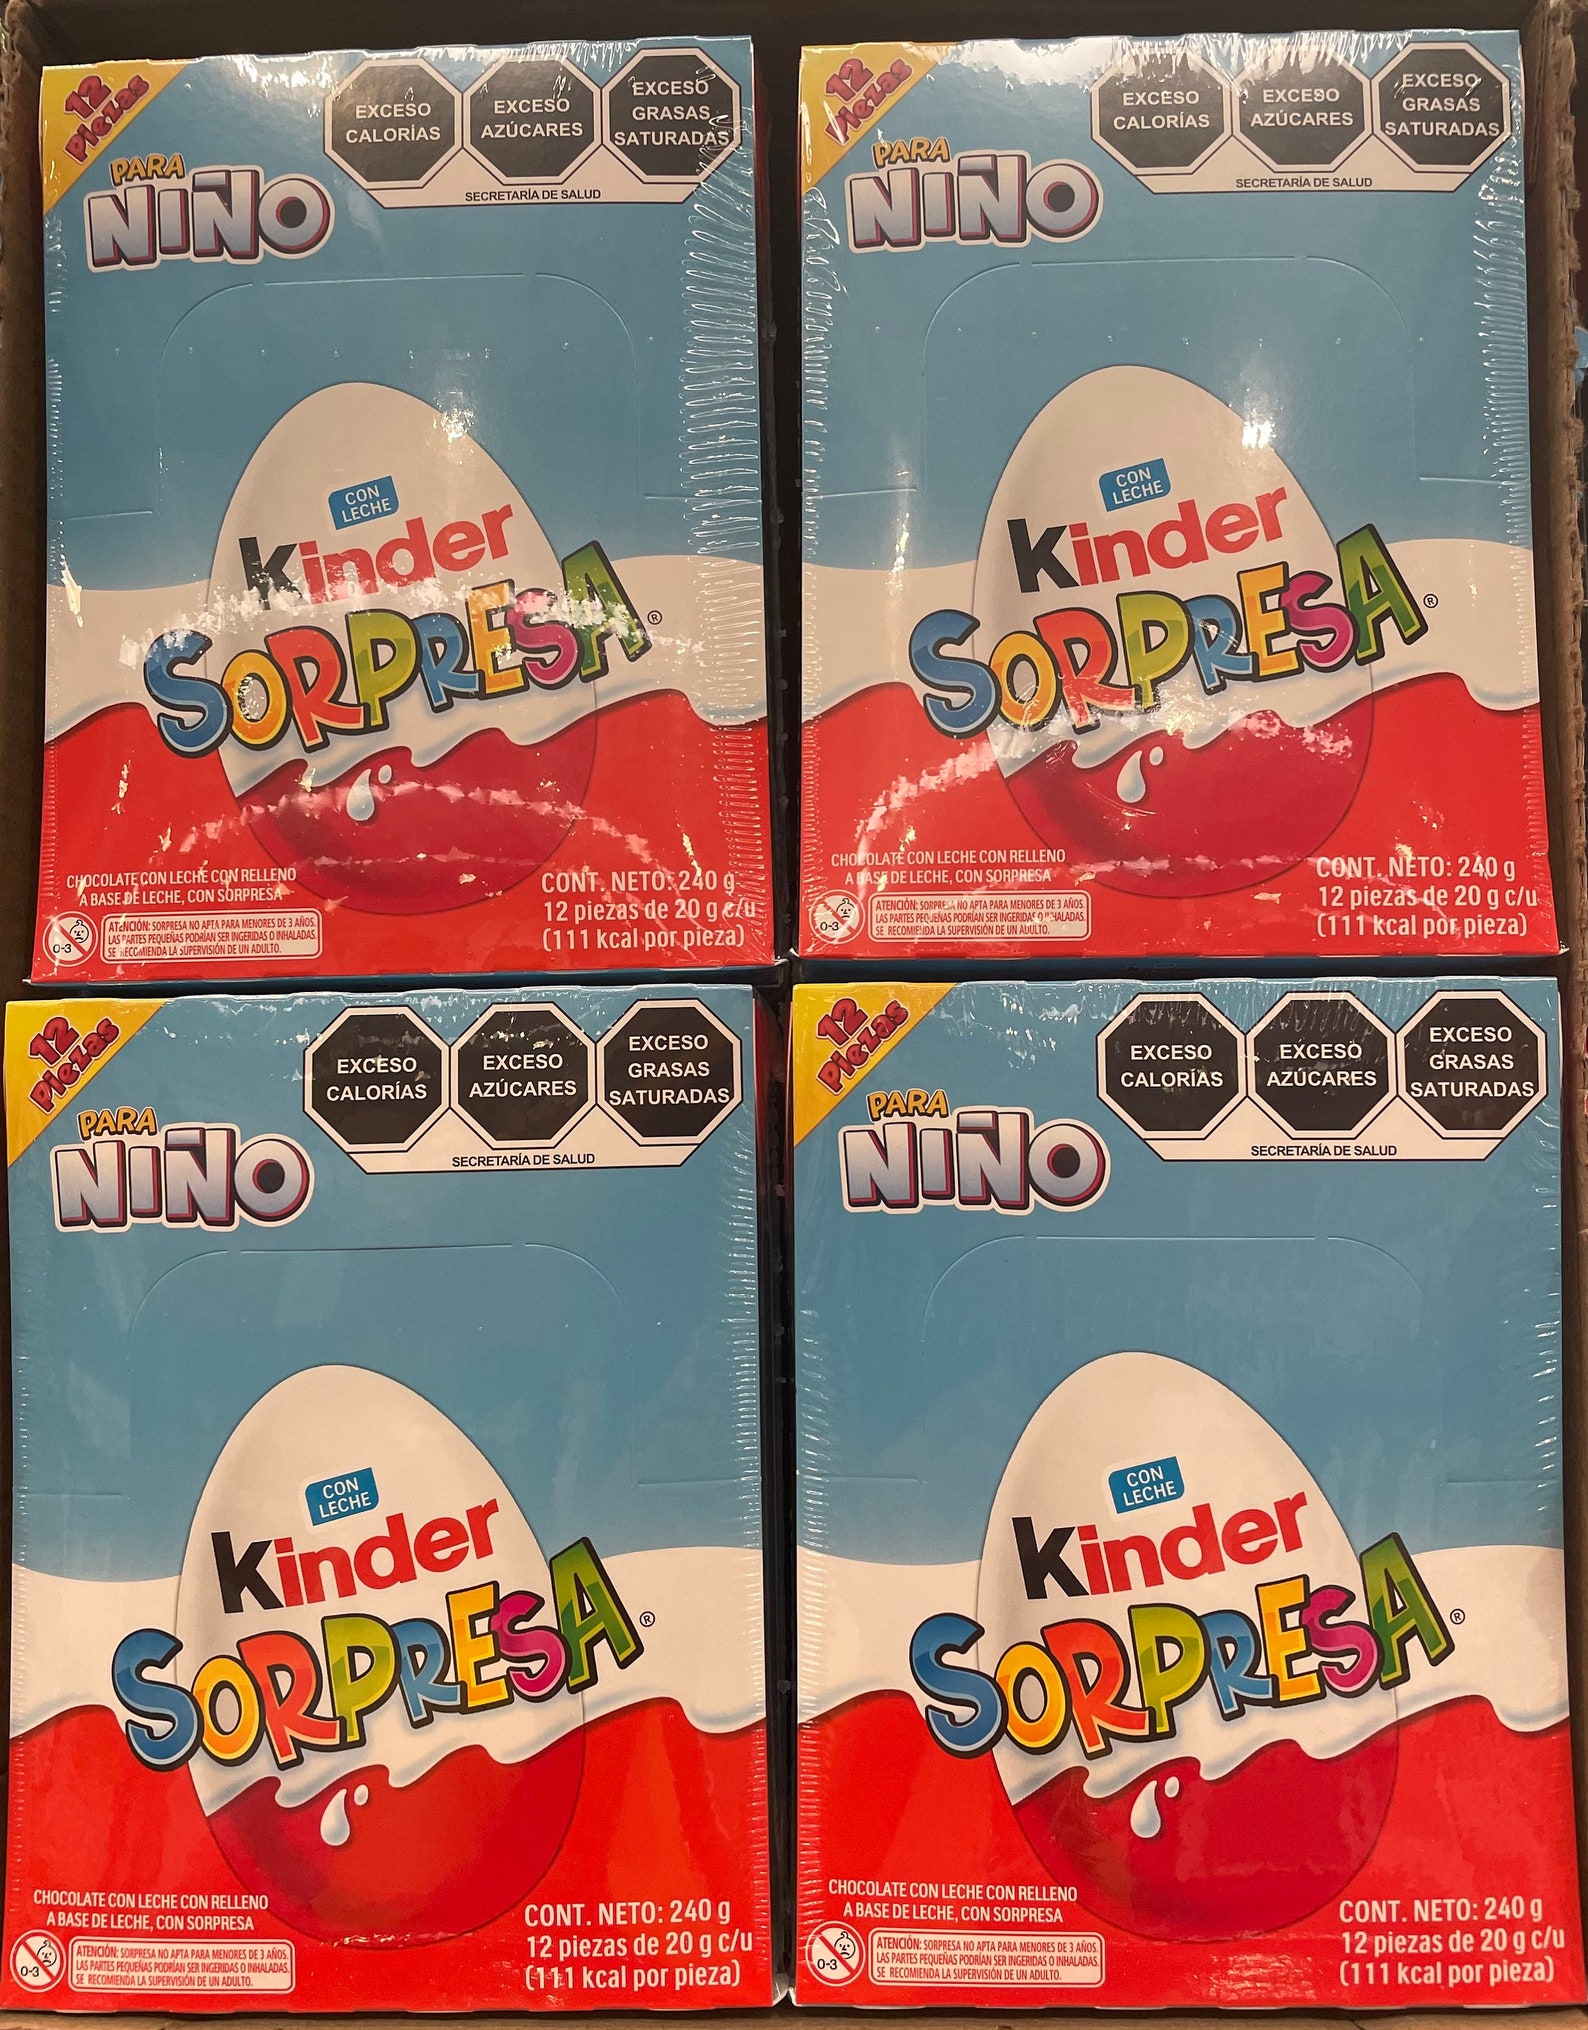 12
Piezas
EXCESO
CALORÍAS
EXCESO
AZÚCARES
EXCESO
GRASAS
SATURADAS
SECRETARÍA DE SALUD
PARA
NIÑO
CON
LECHE
Kinder
SORPRESA®
CHOCOLATE CON LECHE CON RELLENO
A BASE DE LECHE, CON SORPRESA
0-3
ATENCIÓN: SORPRESA NO APTA PARA MENORES DE 3 AÑOS.
LAS PARTES PEQUEÑAS PODRÍAN SER INGERIDAS O INHALADAS.
SE RECOMIENDA LA SUPERVISIÓN DE UN ADULTO.
CONT. NETO: 240 g
12 piezas de 20 g c/u
(111 kcal por pieza)
12
Piezas
EXCESO
CALORÍAS
EXCESO
AZÚCARES
EXCESO
GRASAS
SATURADAS
SECRETARÍA DE SALUD
PARA
NIÑO
CON
LECHE
Kinder
SORPRESA®
CHOCOLATE CON LECHE CON RELLENO
A BASE DE LECHE, CON SORPRESA
0-3
ATENCIÓN: SORPRESA NO APTA PARA MENORES DE 3 AÑOS.
LAS PARTES PEQUEÑAS PODRÍAN SER INGERIDAS O INHALADAS.
SE RECOMIENDA LA SUPERVISIÓN DE UN ADULTO.
CONT. NETO: 240 g
12 piezas de 20 g c/u
(111 kcal por pieza)
12
Piezas
EXCESO
CALORÍAS
EXCESO
AZÚCARES
EXCESO
GRASAS
SATURADAS
SECRETARÍA DE SALUD
PARA
NIÑO
CON
LECHE
Kinder
SORPRESA®
CHOCOLATE CON LECHE CON RELLENO
A BASE DE LECHE, CON SORPRESA
0-3
ATENCIÓN: SORPRESA NO APTA PARA MENORES DE 3 AÑOS.
LAS PARTES PEQUEÑAS PODRÍAN SER INGERIDAS O INHALADAS.
SE RECOMIENDA LA SUPERVISIÓN DE UN ADULTO.
CONT. NETO: 240 g
12 piezas de 20 g c/u
(111 kcal por pieza)
12
Piezas
EXCESO
CALORÍAS
EXCESO
AZÚCARES
EXCESO
GRASAS
SATURADAS
SECRETARÍA DE SALUD
PARA
NIÑO
CON
LECHE
Kinder
SORPRESA®
CHOCOLATE CON LECHE CON RELLENO
A BASE DE LECHE, CON SORPRESA
0-3
ATENCIÓN: SORPRESA NO APTA PARA MENORES DE 3 AÑOS.
LAS PARTES PEQUEÑAS PODRÍAN SER INGERIDAS O INHALADAS.
SE RECOMIENDA LA SUPERVISIÓN DE UN ADULTO.
CONT. NETO: 240 g
12 piezas de 20 g c/u
(111 kcal por pieza)